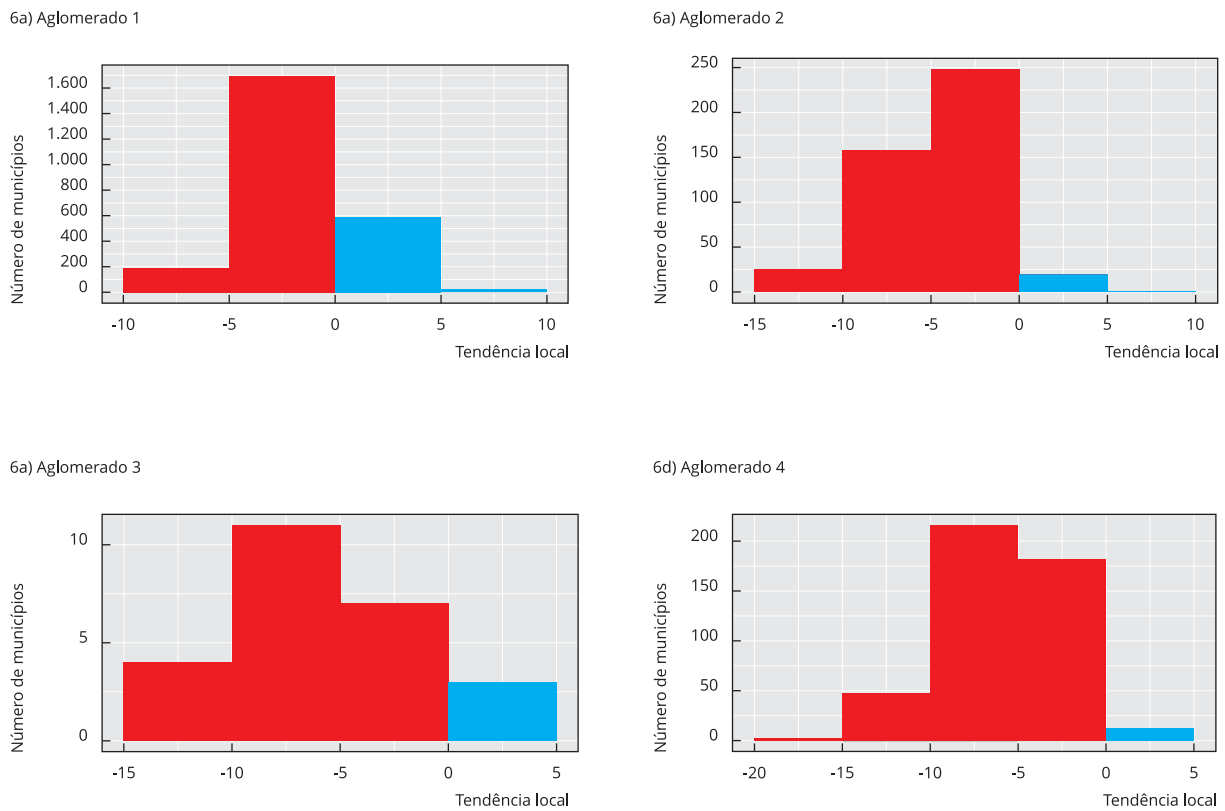 6a) Aglomerado 1
Número de municípios
1.600
1.400
1.200
1.000
800
600
400
200
0
-10 -5 0 5 10
Tendência local
6a) Aglomerado 2
Número de municípios
250
200
150
100
50
0
-15 -10 -5 0 5 10
Tendência local
6a) Aglomerado 3
Número de municípios
10
5
0
-15 -10 -5 0 5
Tendência local
6d) Aglomerado 4
Número de municípios
200
150
100
50
0
-20 -15 -10 -5 0 5
Tendência local